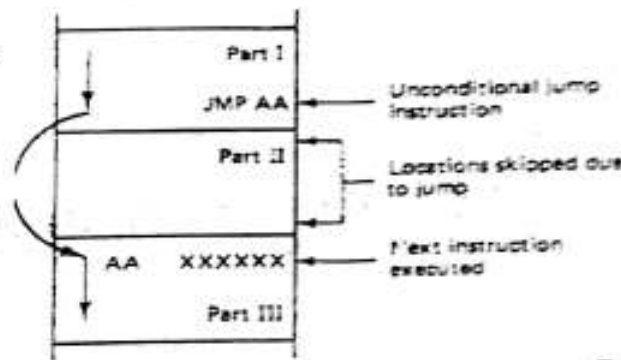 Part I
JMP AA
Unconditional jump
instruction
Part II
Locations skipped due
to jump
AA XXXXXX
Next instruction
executed
Part III